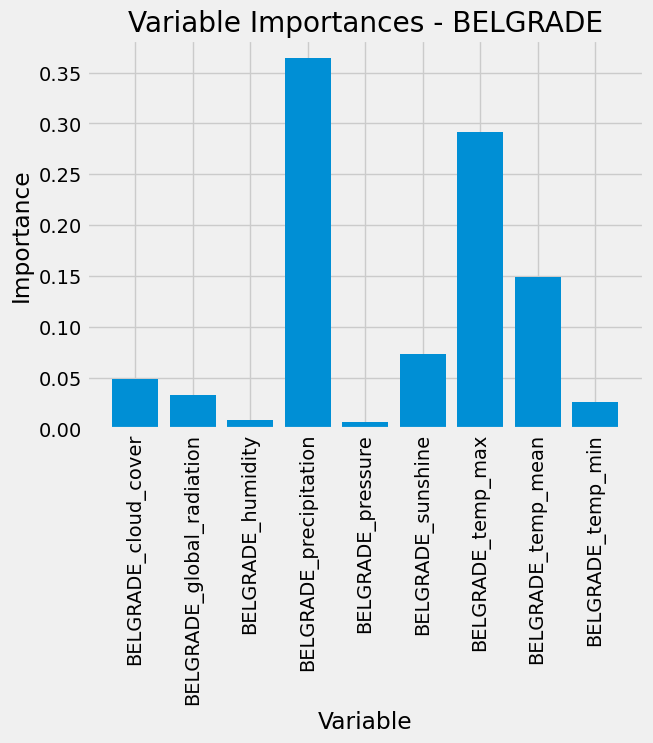 Variable Importances - BELGRADE
Importance
0.35
0.30
0.25
0.20
0.15
0.10
0.05
0.00
BELGRADE_cloud_cover
BELGRADE_global_radiation
BELGRADE_humidity
BELGRADE_precipitation
BELGRADE_pressure
BELGRADE_sunshine
BELGRADE_temp_max
BELGRADE_temp_mean
BELGRADE_temp_min
Variable